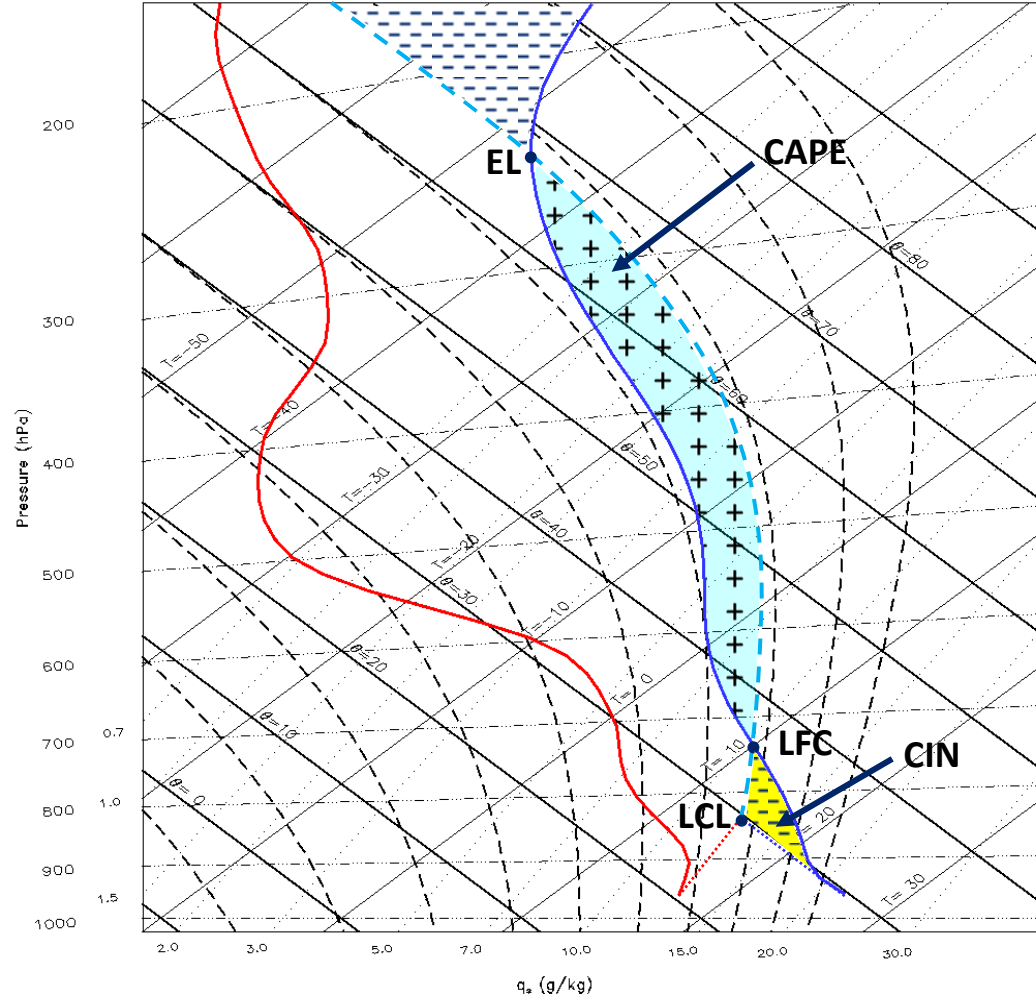 200
300
400
500
600
700
800
900
1000
Pressure (hPa)
0.7
1.0
1.5
2.0
3.0
5.0
7.0
10.0
15.0
20.0
30.0
qs (g/kg)
EL
CAPE
LFC
CIN
LCL
T=-50
T=-40
T=-30
T=-20
T=-10
T= 0
T= 10
20
T= 30
θ=80
θ=70
θ=60
θ=50
θ=40
θ=30
θ=20
θ=10
θ= 0